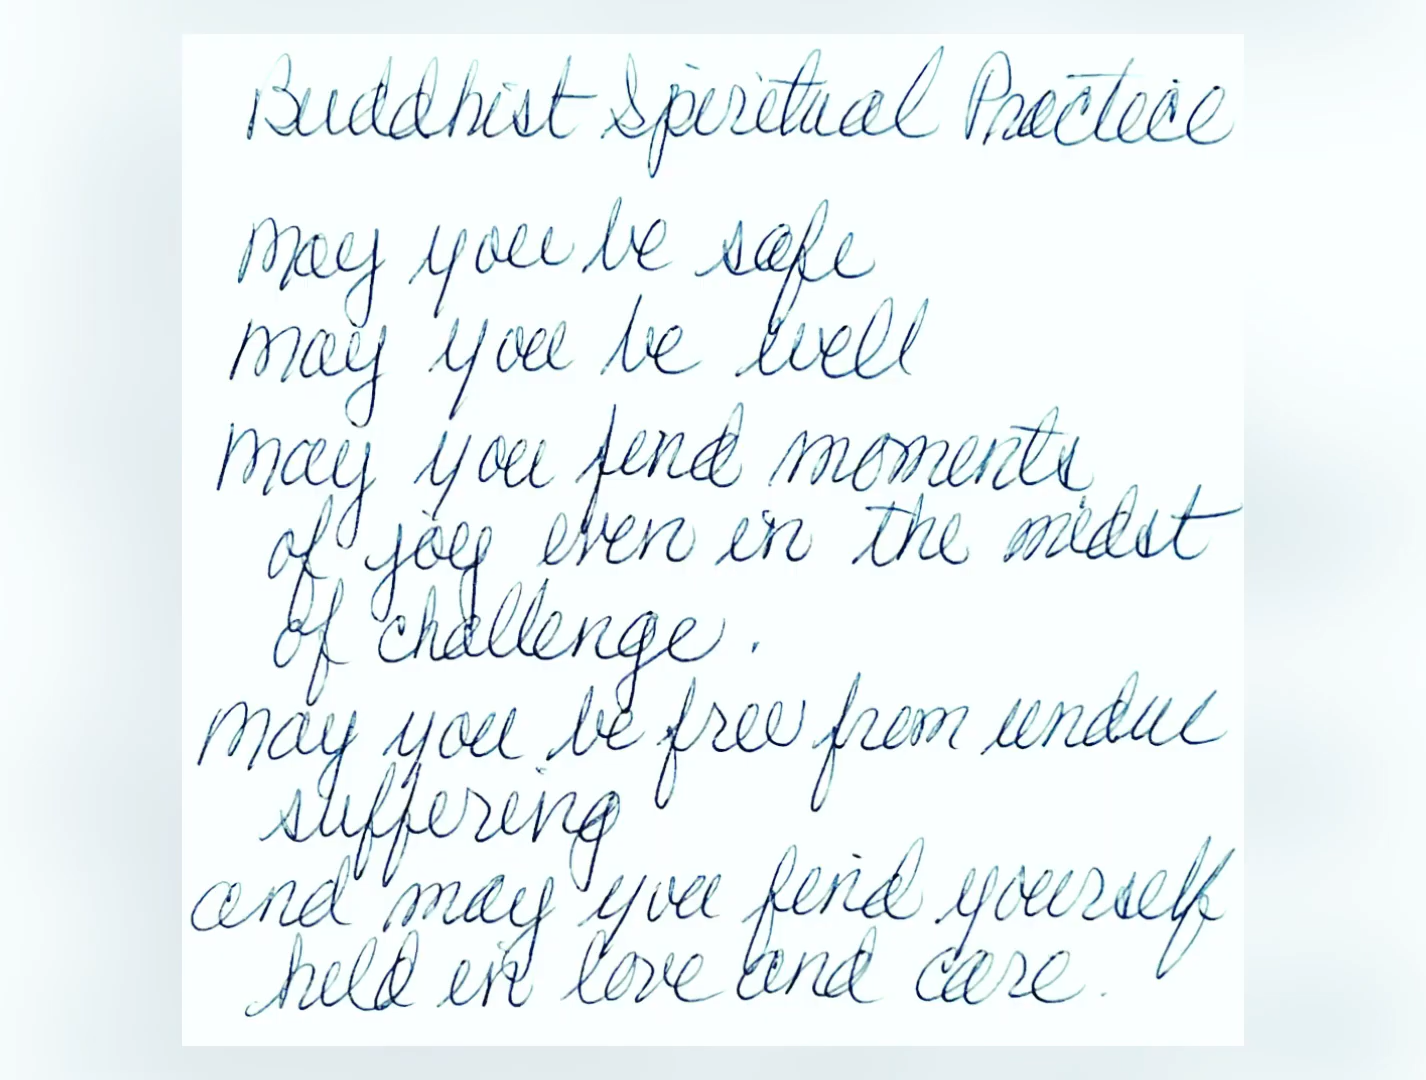 Buddhist Spiritual Practice
May you be safe
May you be well
May you find moments
of joy even in the midst
of challenge.
May you be free from undue
suffering
and may you find yourself
held in love and care.